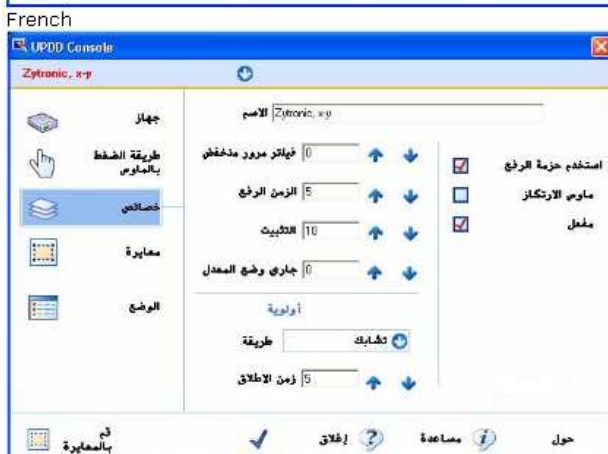 French
UPDD Console
Zytronic, x-y
جهاز
طريقة الضغط
بالماوس
خصائص
معايرة
الوضع
الاسم Zytronic, x-y
فيلتر مرور منخفض 0
الزمن الرفع 5
التثبيت 10
جارى وضع المعدل 0
أولوية
طريقة تشابك
زمن الاطلاق 5
استخدم حزمة الرفع
ماوس الارتكاز
مفعل
قم
بالمعايرة
إغلاق
مساعدة
حول